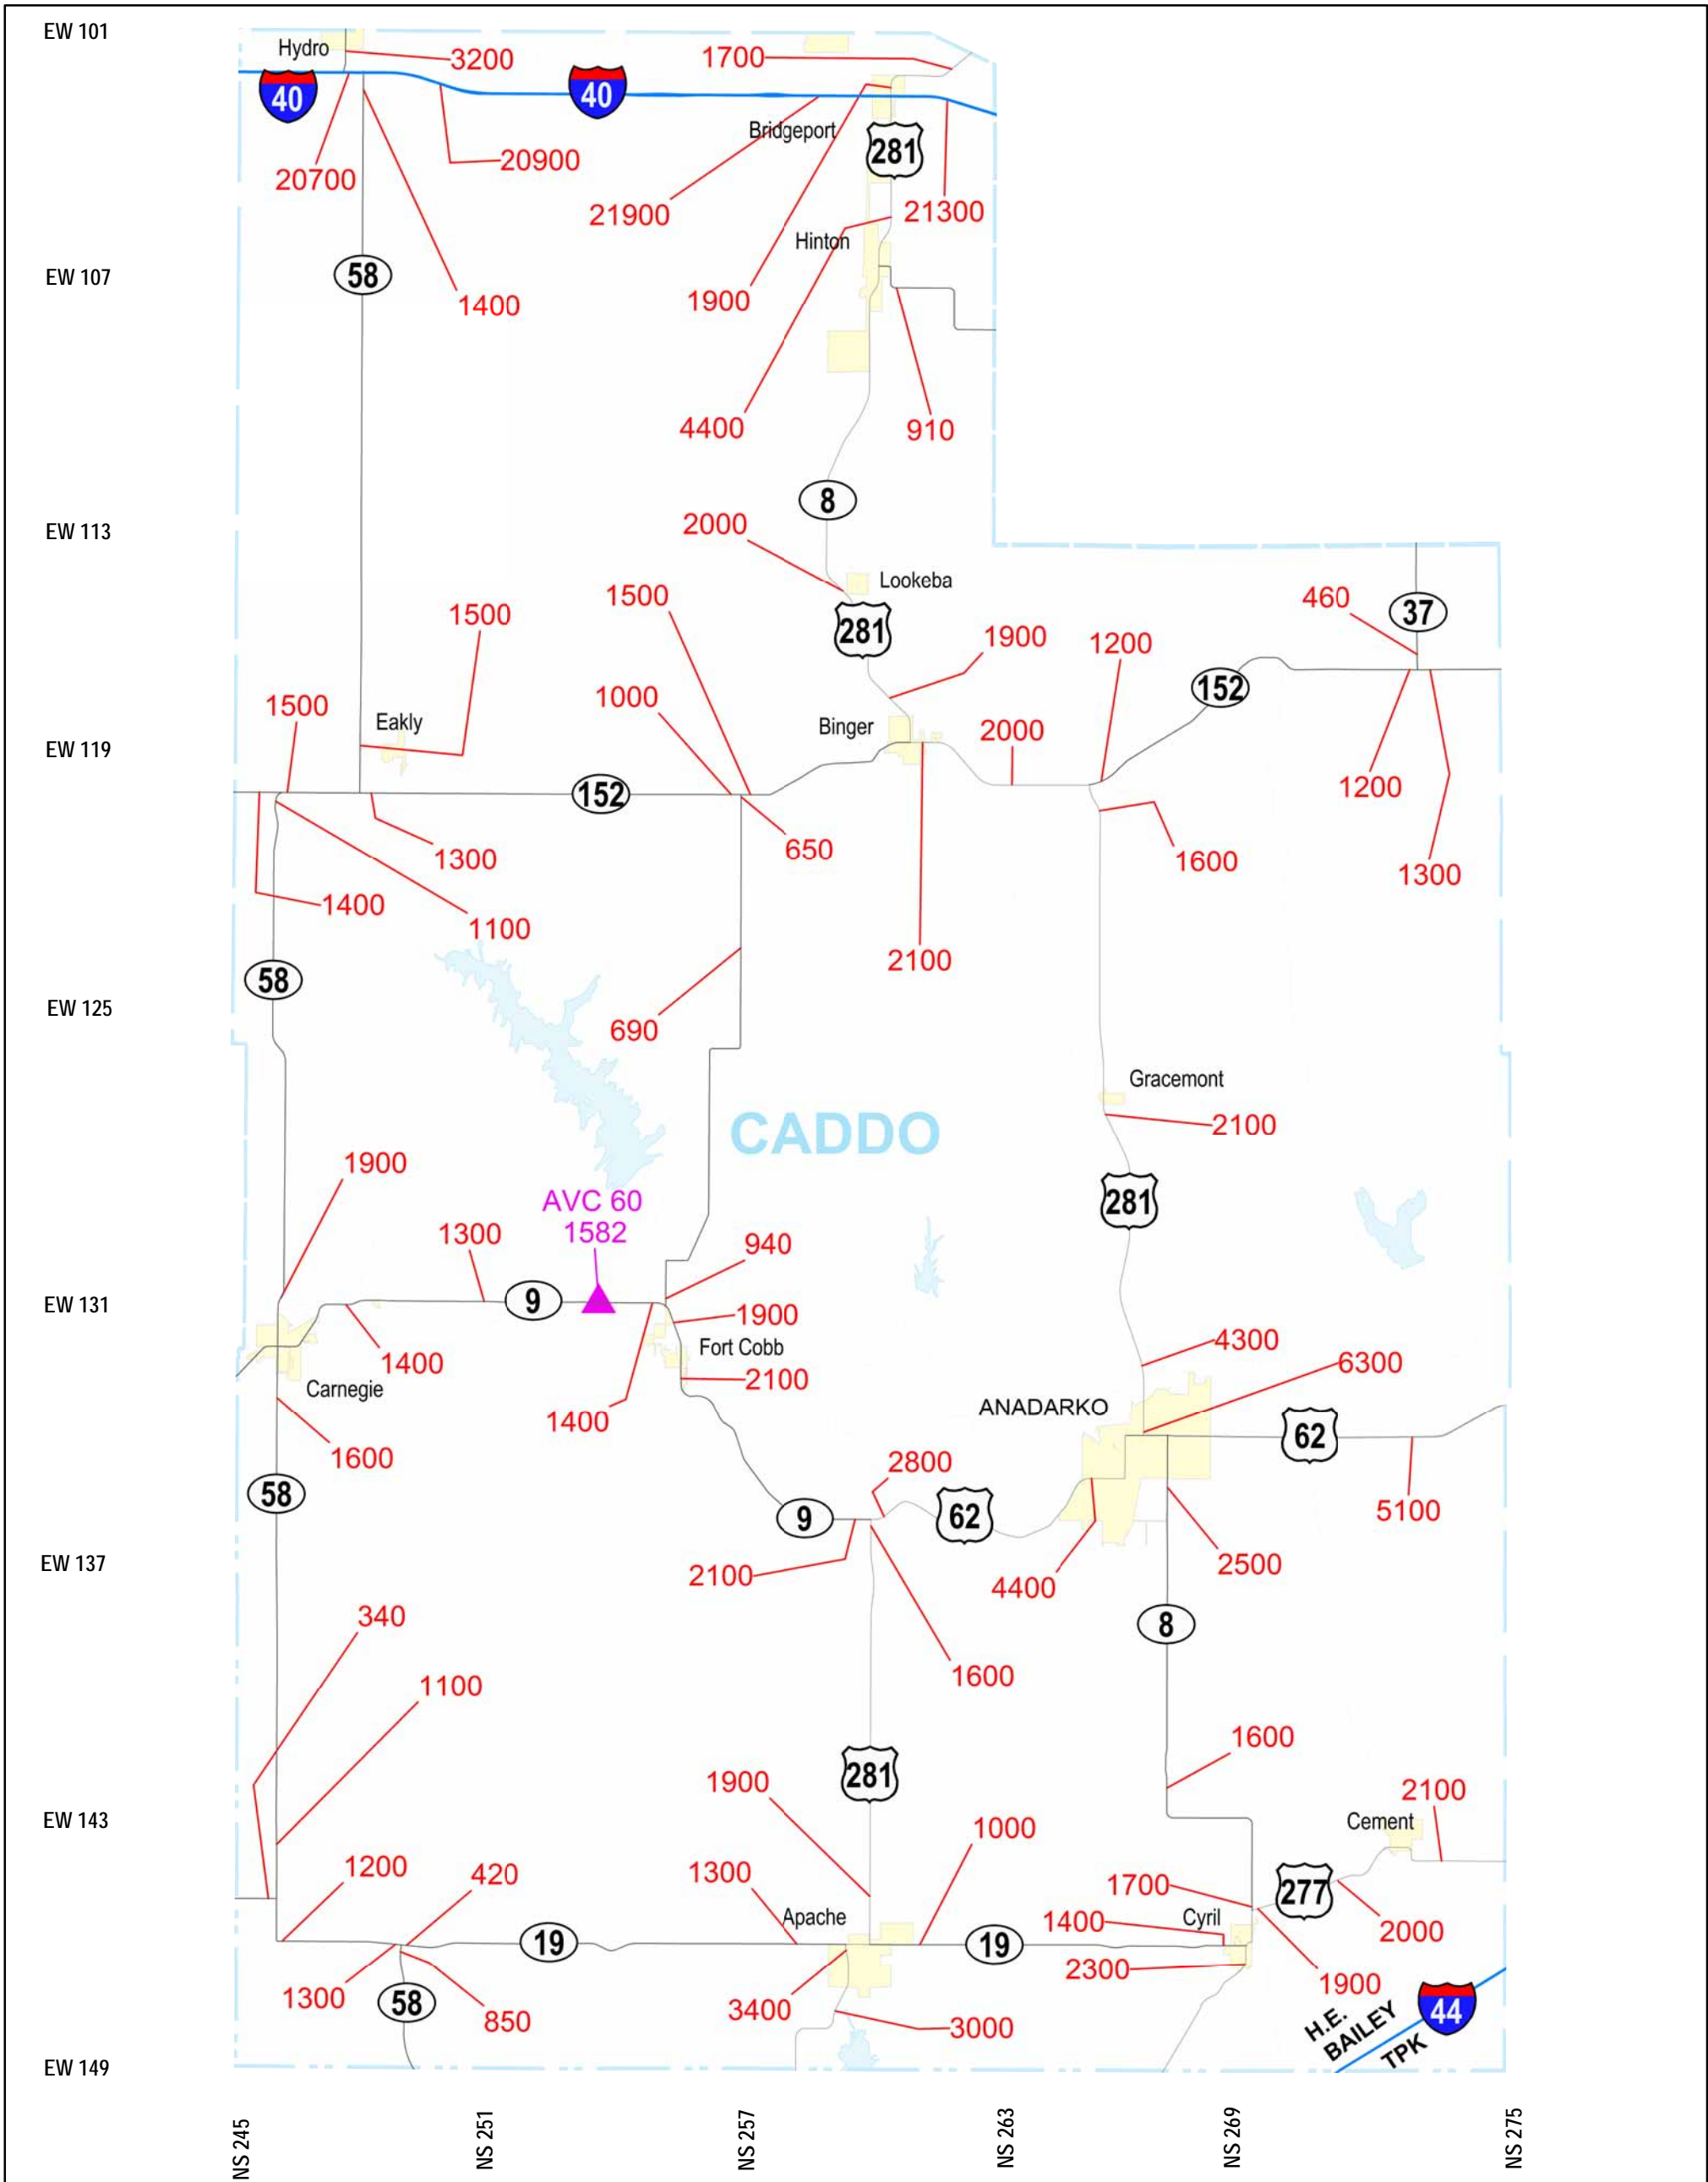 EW 101
Hydro
3200
1700
40
40
Bridgeport
281
20900
20700
21900
21300
Hinton
EW 107
58
1400
1900
4400
910
8
EW 113
2000
Lookeba
1500
460
37
1500
281
1900
1200
152
1000
1500
Eakly
Binger
2000
EW 119
1200
152
650
1300
1600
1300
1400
1100
2100
58
EW 125
690
Gracemont
2100
CADDO
1900
AVC 60
1582
281
1300
940
EW 131
9
1900
4300
Fort Cobb
1400
6300
2100
Carnegie
ANADARKO
1400
62
1600
2800
58
5100
9
62
EW 137
2100
2500
4400
340
8
1600
1100
1600
281
1900
2100
EW 143
Cement
1000
1200
420
1300
1700
277
Apache
1400
Cyril
2000
19
19
2300
1300
1900
58
3400
44
850
3000
H.E.
BAILEY
TPK
EW 149
NS 245
NS 251
NS 257
NS 263
NS 269
NS 275